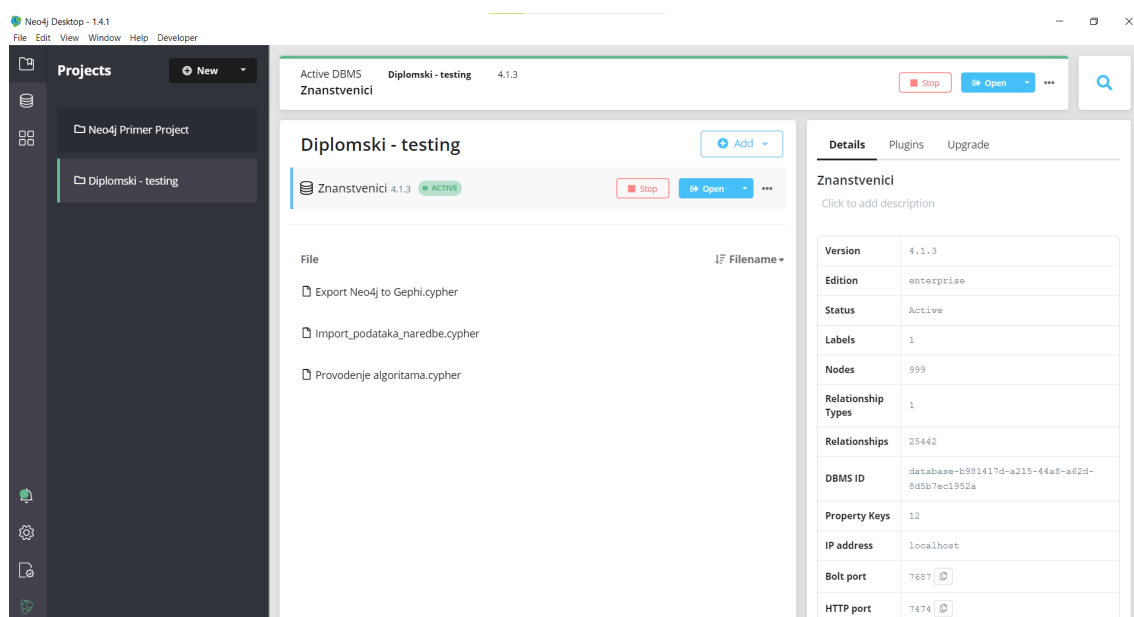 Neo4j Desktop - 1.4.1
File Edit View Window Help Developer
Projects
New
Neo4j Primer Project
Diplomski - testing
Active DBMS Diplomski - testing 4.1.3
Znanstvenici
Stop
Open
Diplomski - testing
Add
Znanstvenici 4.1.3 ACTIVE
Stop
Open
File
Filename
Export Neo4j to Gephi.cypher
Import_podataka_naredbe.cypher
Provodenje algoritama.cypher
Details Plugins Upgrade
Znanstvenici
Click to add description
Version 4.1.3
Edition enterprise
Status Active
Labels 1
Nodes 999
Relationship
Types 1
Relationships 25442
DBMS ID database-b981417d-a215-44a8-a62d-
8d5b7ec1952a
Property Keys 12
IP address localhost
Bolt port 7687
HTTP port 7474